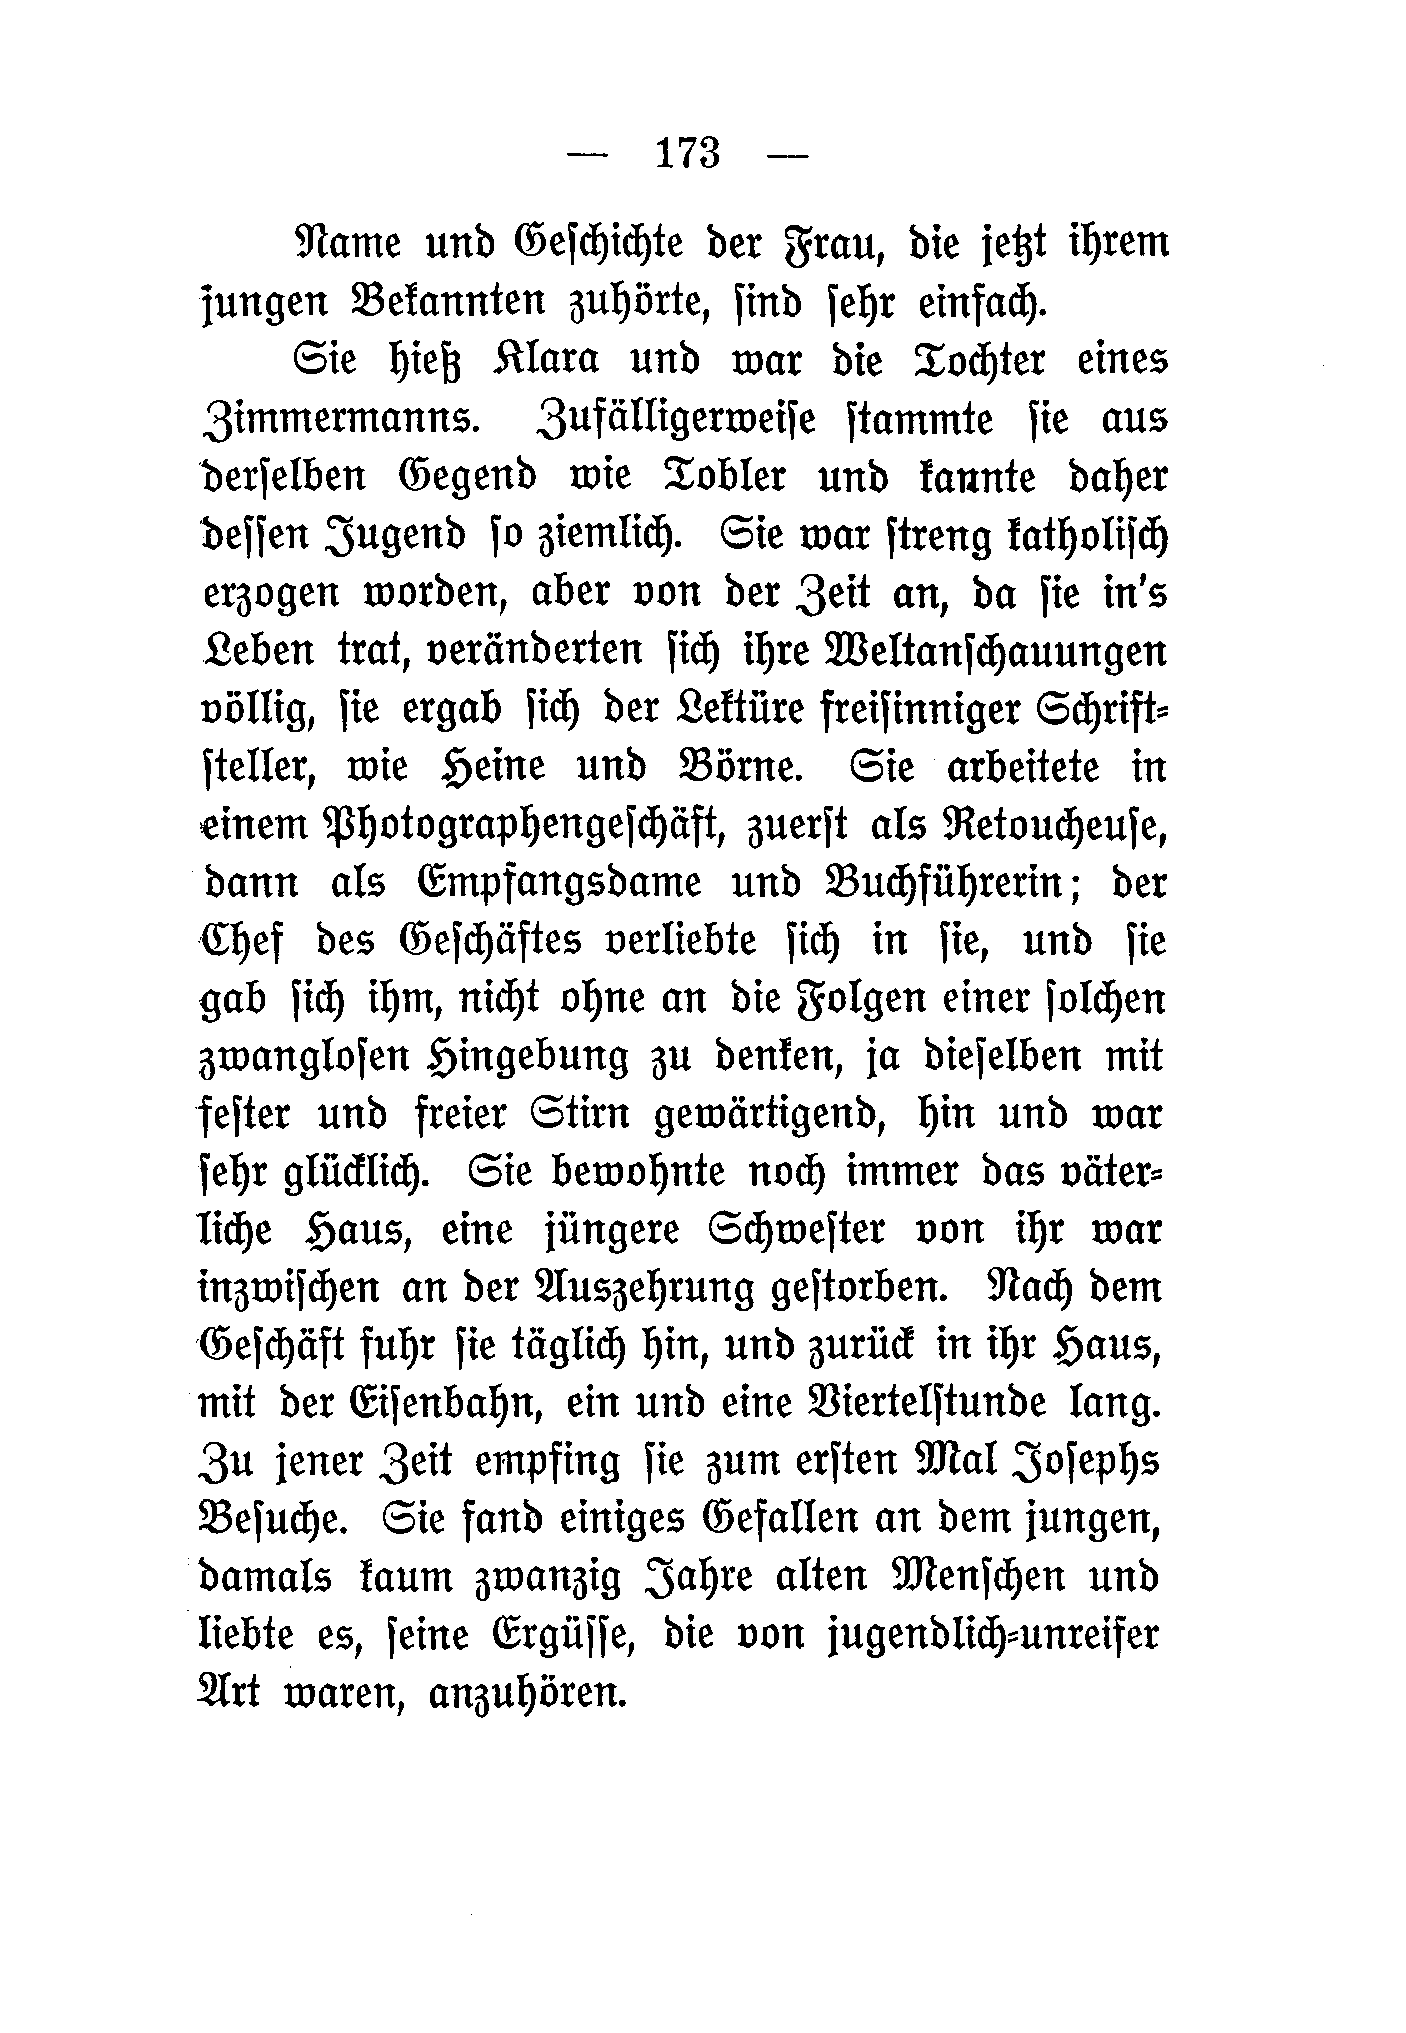 — 173 —
Name und Geschichte der Frau, die jetzt ihrem
jungen Bekannten zuhörte, sind sehr einfach.
Sie hieß Klara und war die Tochter eines
Zimmermanns. Zufälligerweise stammte sie aus
derselben Gegend wie Tobler und kannte daher
dessen Jugend so ziemlich. Sie war streng katholisch
erzogen worden, aber von der Zeit an, da sie in's
Leben trat, veränderten sich ihre Weltanschauungen
völlig, sie ergab sich der Lektüre freisinniger Schrift-
steller, wie Heine und Börne. Sie arbeitete in
einem Photographengeschäft, zuerst als Retoucheuse,
dann als Empfangsdame und Buchführerin; der
Chef des Geschäftes verliebte sich in sie, und sie
gab sich ihm, nicht ohne an die Folgen einer solchen
zwanglosen Hingebung zu denken, ja dieselben mit
fester und freier Stirn gewärtigend, hin und war
sehr glücklich. Sie bewohnte noch immer das väter-
liche Haus, eine jüngere Schwester von ihr war
inzwischen an der Auszehrung gestorben. Nach dem
Geschäft fuhr sie täglich hin, und zurück in ihr Haus,
mit der Eisenbahn, ein und eine Viertelstunde lang.
Zu jener Zeit empfing sie zum ersten Mal Josephs
Besuche. Sie fand einiges Gefallen an dem jungen,
damals kaum zwanzig Jahre alten Menschen und
liebte es, seine Ergüsse, die von jugendlich-unreifer
Art waren, anzuhören.